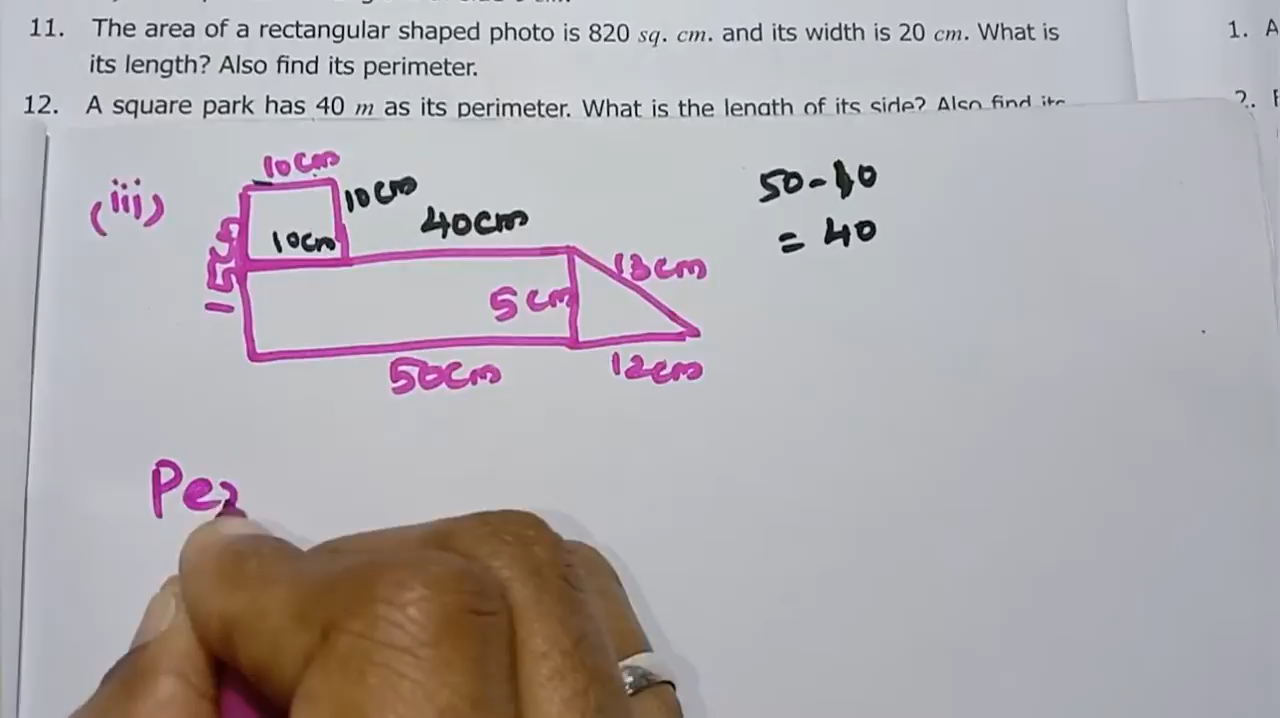 11. The area of a rectangular shaped photo is 820 sq. cm. and its width is 20 cm. What is
its length? Also find its perimeter.
12. A square park has 40 m as its perimeter. What is the length of its side? Also find its
1. A
2.
(iii)
10cm
10cm
10cm
40cm
15cm
5cm
13cm
50cm
12cm
50-10
= 40
Per